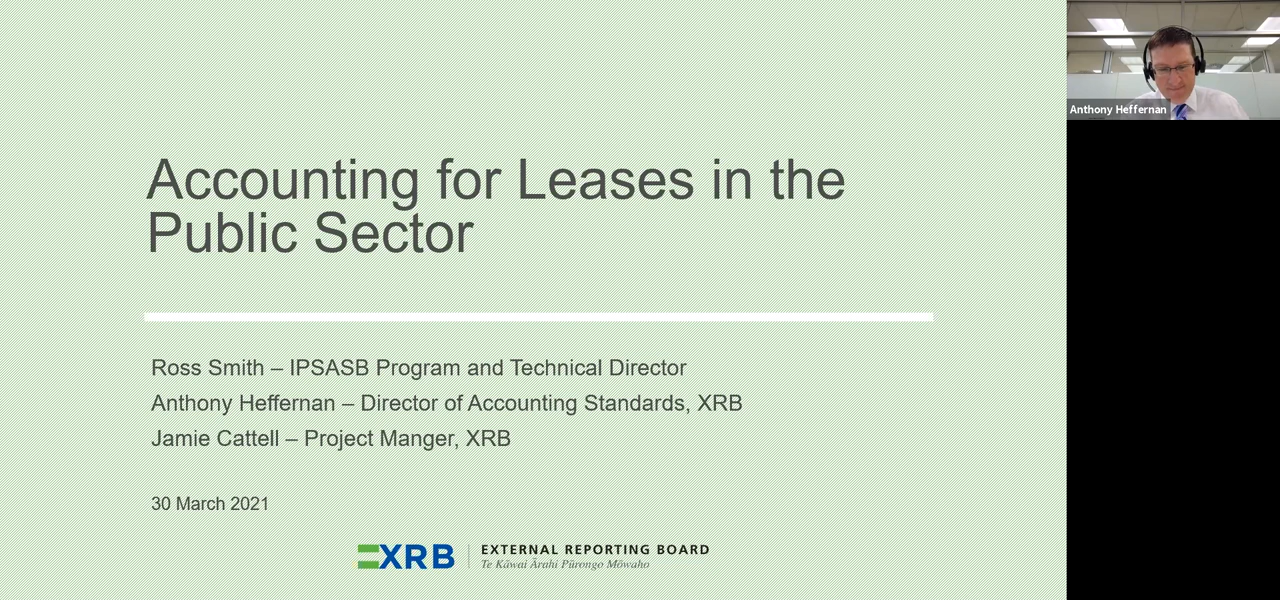 Accounting for Leases in the
Public Sector
Ross Smith – IPSASB Program and Technical Director
Anthony Heffernan – Director of Accounting Standards, XRB
Jamie Cattell – Project Manger, XRB
30 March 2021
XRB
EXTERNAL REPORTING BOARD
Te Kāwai Ārahi Pūrongo Mōwaho
Anthony Heffernan